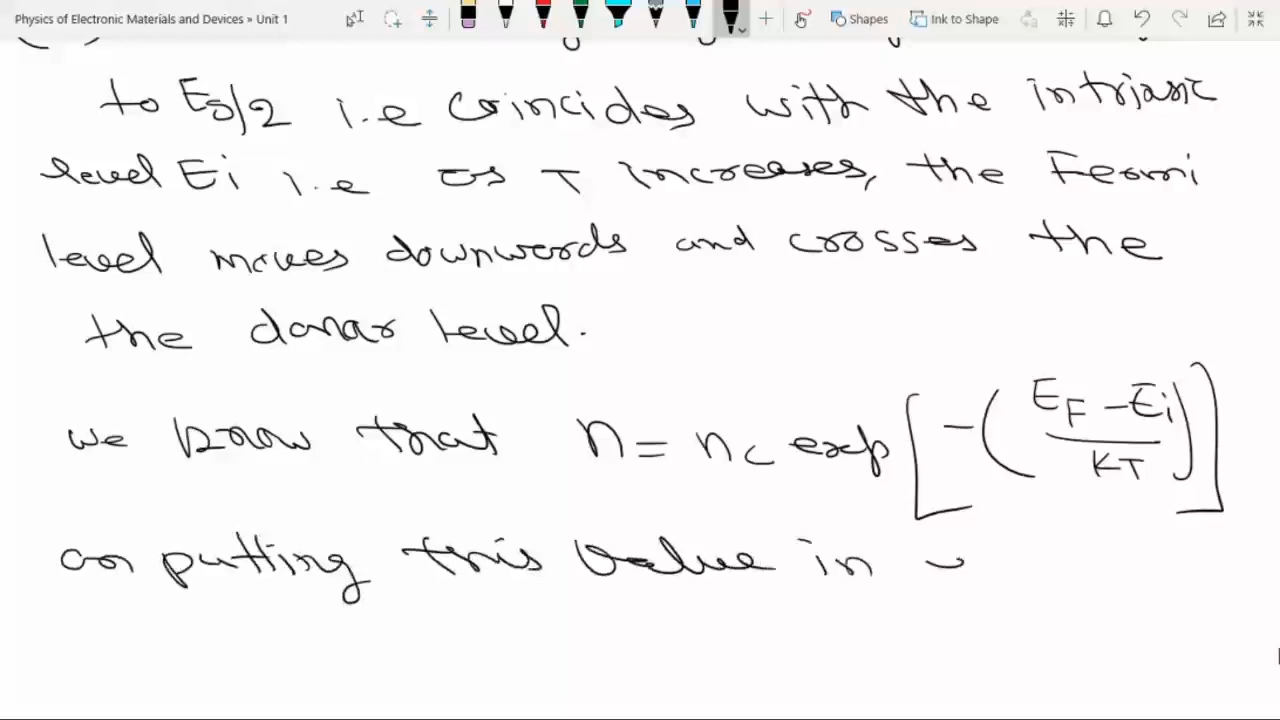 Physics of Electronic Materials and Devices » Unit 1
Shapes
Ink to Shape
to Eg/2 i.e coincides with the intrinsic
level Ei i.e as T increases, the Fermi
level moves downwords and crosses the
the donar level.
we know that n = nc exp [-(EF - Ei / KT)]
on putting this value in